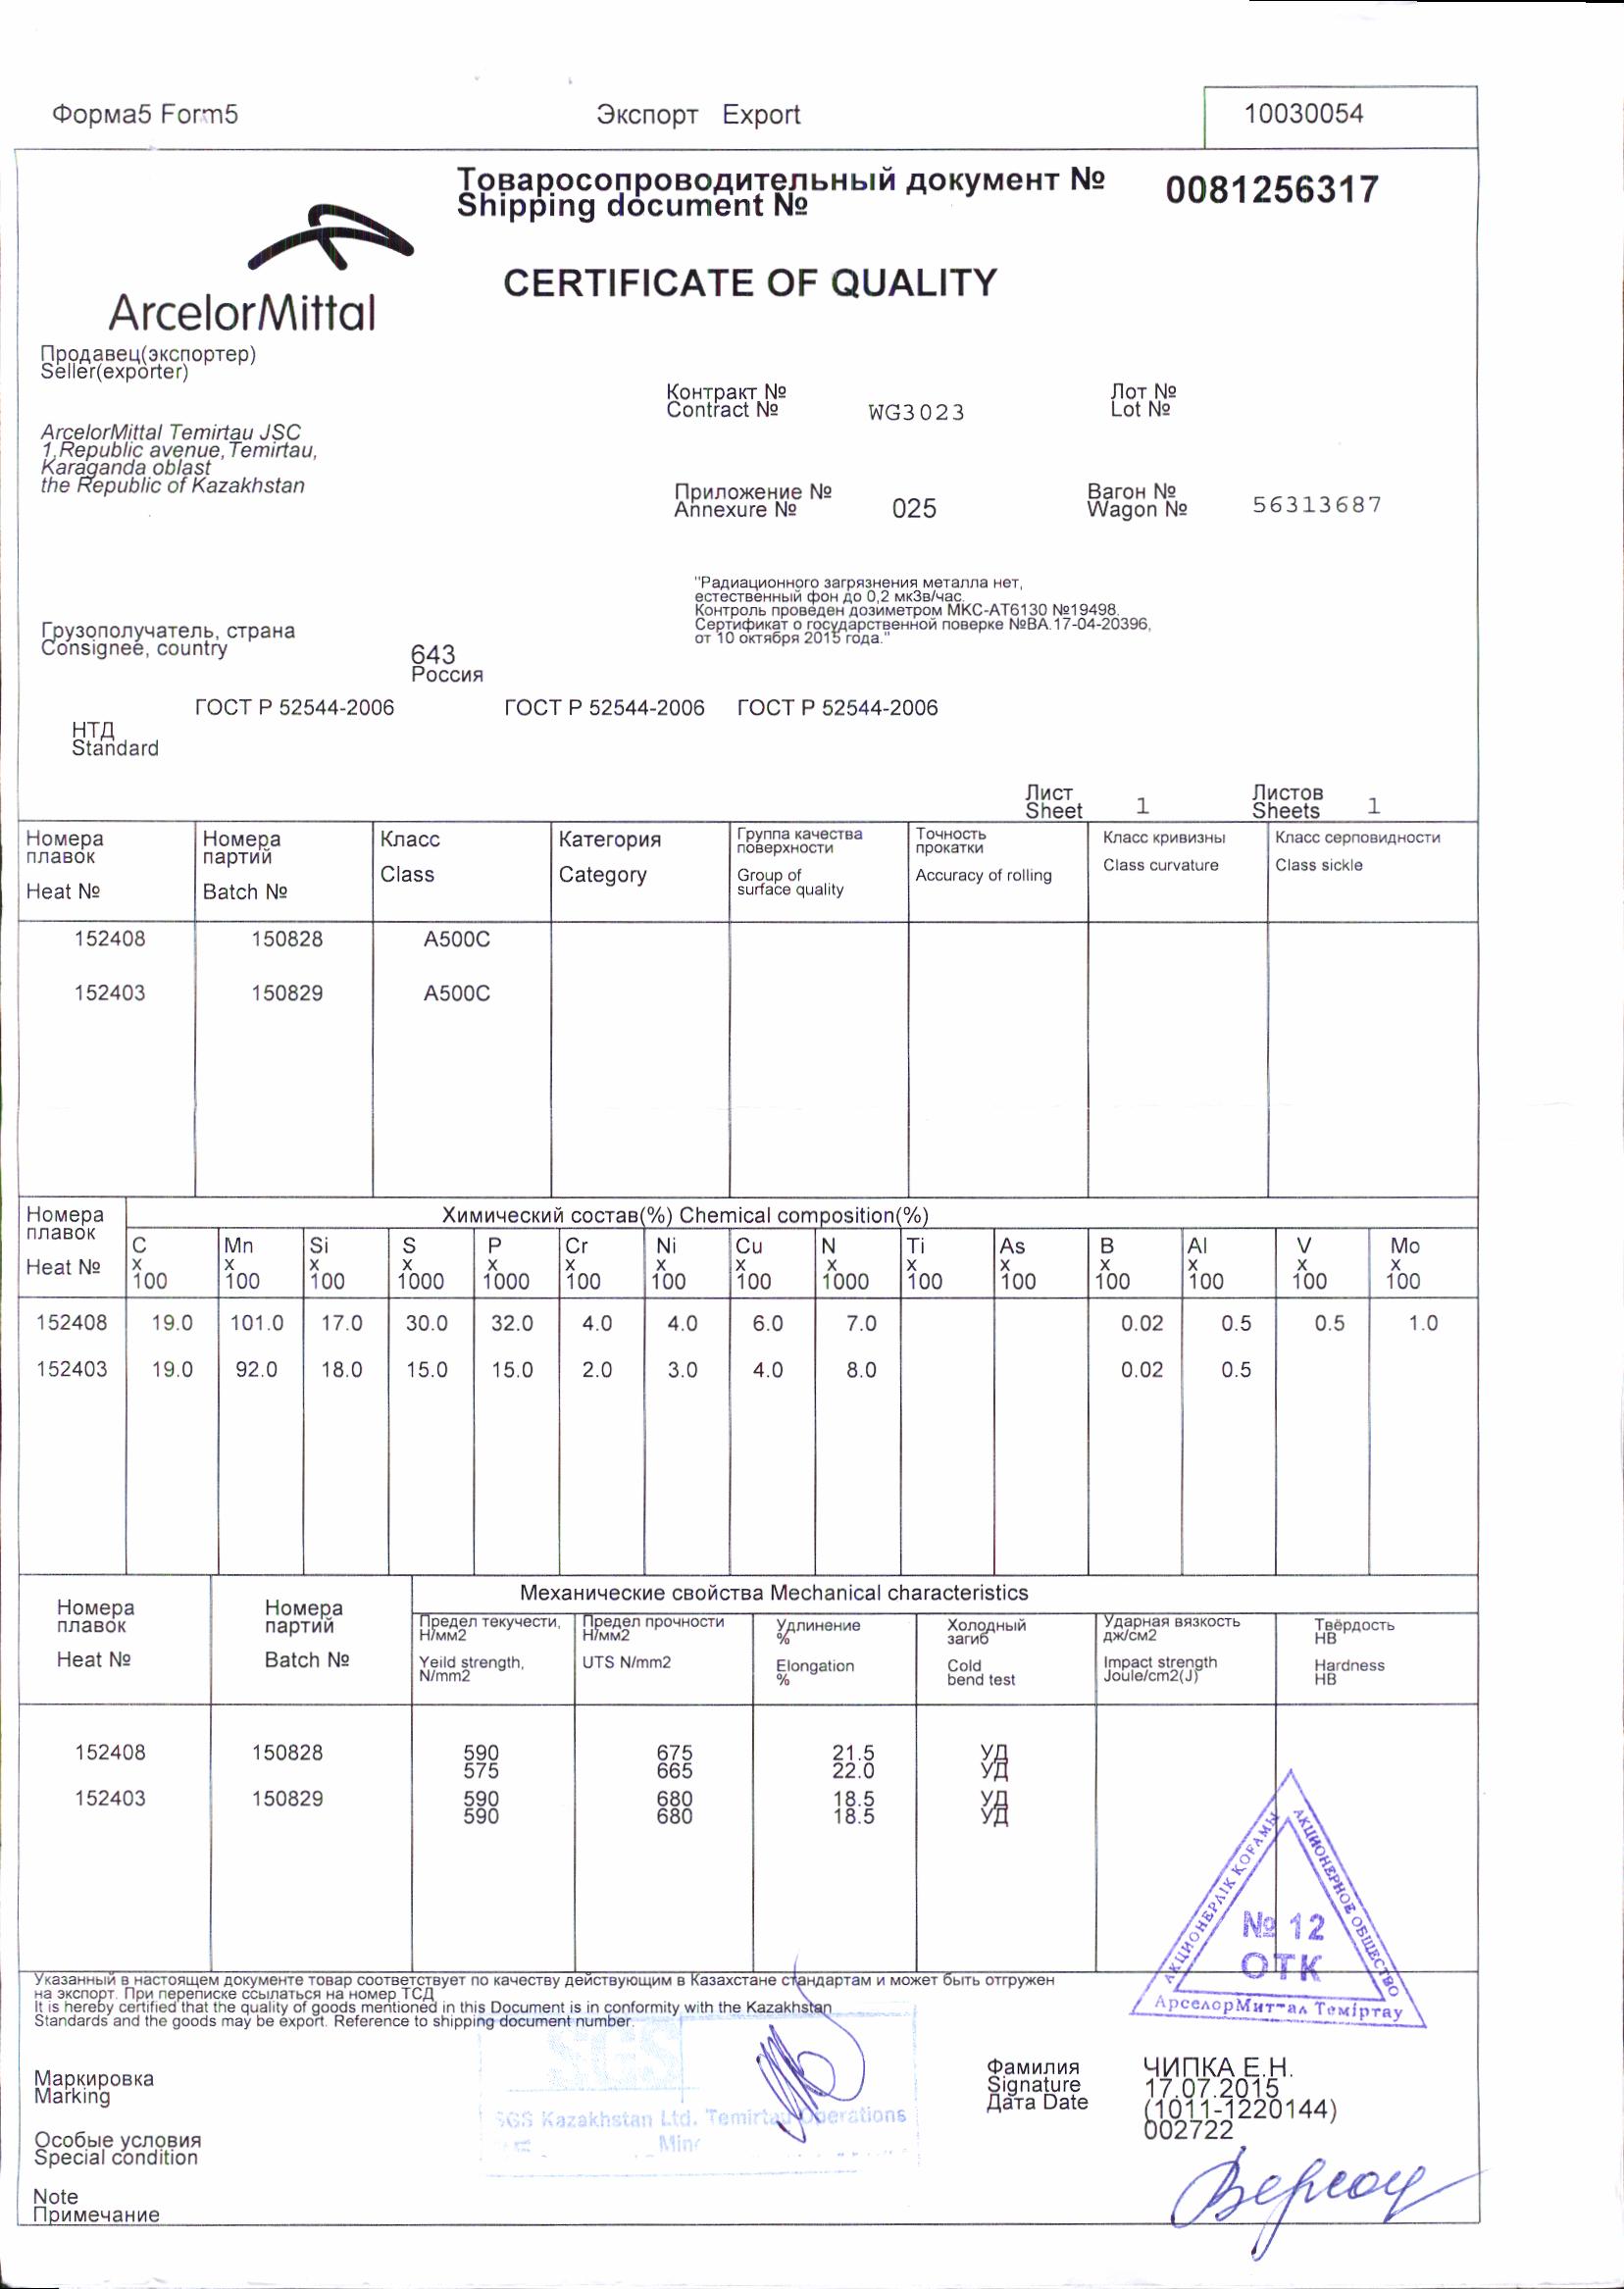 Форма5 Form5 Экспорт Export 10030054
Товаросопроводительный документ № 0081256317
Shipping document №
CERTIFICATE OF QUALITY
ArcelorMittal
Продавец(экспортер)
Seller(exporter)
Контракт № Лот №
Contract № WG3023 Lot №
ArcelorMittal Temirtau JSC
1,Republic avenue,Temirtau,
Karaganda oblast
the Republic of Kazakhstan
Приложение № Вагон №
Annexure № 025 Wagon № 56313687
"Радиационного загрязнения металла нет,
естественный фон до 0,2 мкЗв/час.
Контроль проведен дозиметром МКС-АТ6130 №19498.
Сертификат о государственной поверке №ВА.17-04-20396,
от 10 октября 2015 года."
Грузополучатель, страна
Consignee, country 643
Россия
ГОСТ Р 52544-2006 ГОСТ Р 52544-2006 ГОСТ Р 52544-2006
НТД
Standard
Лист Листов
Sheet 1 Sheets 1
Номера плавок Номера партий Класс Категория Группа качества поверхности Точность прокатки Класс кривизны Класс серповидности
Heat № Batch № Class Category Group of surface quality Accuracy of rolling Class curvature Class sickle
152408 150828 А500С
152403 150829 А500С
Номера плавок Химический состав(%) Chemical composition(%)
Heat № C Mn Si S P Cr Ni Cu N Ti As B Al V Mo
x x x x x x x x x x x x x x x
100 100 100 1000 1000 100 100 100 1000 100 100 100 100 100 100
152408 19.0 101.0 17.0 30.0 32.0 4.0 4.0 6.0 7.0 0.02 0.5 0.5 1.0
152403 19.0 92.0 18.0 15.0 15.0 2.0 3.0 4.0 8.0 0.02 0.5
Механические свойства Mechanical characteristics
Номера плавок Номера партий Предел текучести, Н/мм2 Предел прочности Н/мм2 Удлинение % Холодный загиб Ударная вязкость дж/см2 Твёрдость НВ
Heat № Batch № Yeild strength, N/mm2 UTS N/mm2 Elongation % Cold bend test Impact strength Joule/cm2(J) Hardness HB
152408 150828 590 675 21.5 УД
575 665 22.0 УД
152403 150829 590 680 18.5 УД
590 680 18.5 УД
АКЦИОНЕРЛIК ҚОҒАМЫ
АКЦИОНЕРНОЕ ОБЩЕСТВО
№ 12
ОТК
АрселорМиттал Темiртау
Указанный в настоящем документе товар соответствует по качеству действующим в Казахстане стандартам и может быть отгружен
на экспорт. При переписке ссылаться на номер ТСД
It is hereby certified that the quality of goods mentioned in this Document is in conformity with the Kazakhstan
Standards and the goods may be export. Reference to shipping document number.
SGS
SGS Kazakhstan Ltd. Temirtau Operations
Маркировка
Marking
Фамилия ЧИПКА Е.Н.
Signature 17.07.2015
Дата Date (1011-1220144)
002722
Особые условия
Special condition
Note
Примечание